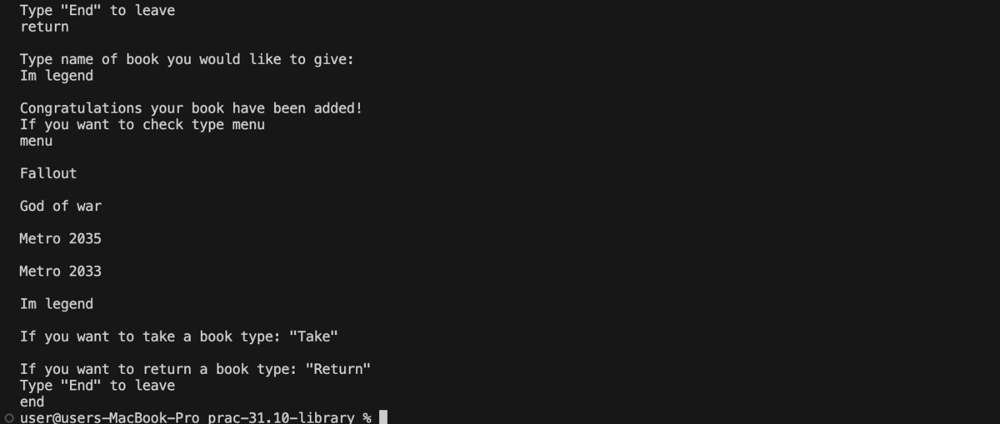 Type "End" to leave
return
Type name of book you would like to give:
Im legend
Congratulations your book have been added!
If you want to check type menu
menu
Fallout
God of war
Metro 2035
Metro 2033
Im legend
If you want to take a book type: "Take"
If you want to return a book type: "Return"
Type "End" to leave
end
user@users-MacBook-Pro prac-31.10-library %